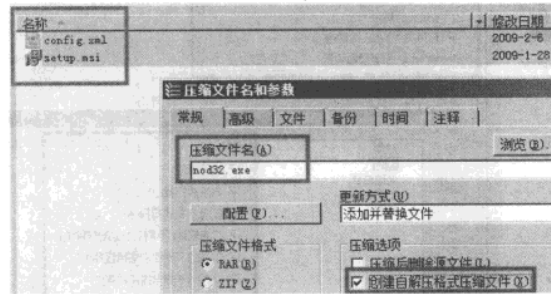 名称 修改日期
config.xml 2009-2-6
setup.msi 2009-1-28
压缩文件名和参数
常规 高级 文件 备份 时间 注释
压缩文件名(A) 浏览(B)...
nod32.exe
更新方式(U)
配置(F)... 添加并替换文件
压缩文件格式 压缩选项
RAR(R) 压缩后删除源文件(L)
ZIP(Z) 创建自解压格式压缩文件(X)